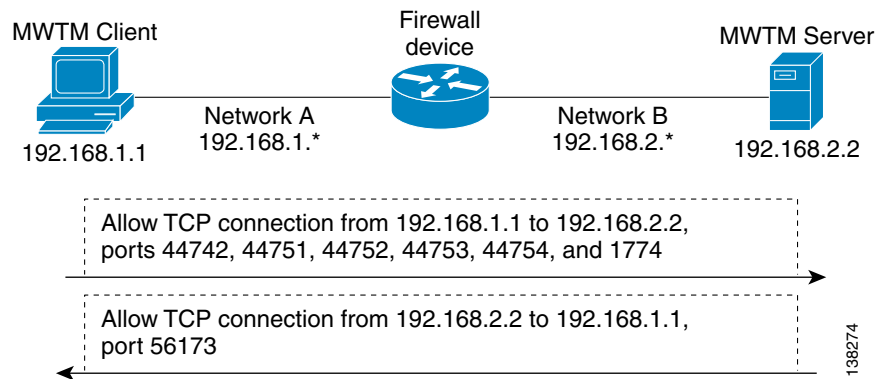 MWTM Client
Firewall
device
MWTM Server
Network A
192.168.1.*
Network B
192.168.2.*
192.168.1.1
192.168.2.2
Allow TCP connection from 192.168.1.1 to 192.168.2.2,
ports 44742, 44751, 44752, 44753, 44754, and 1774
Allow TCP connection from 192.168.2.2 to 192.168.1.1,
port 56173
138274